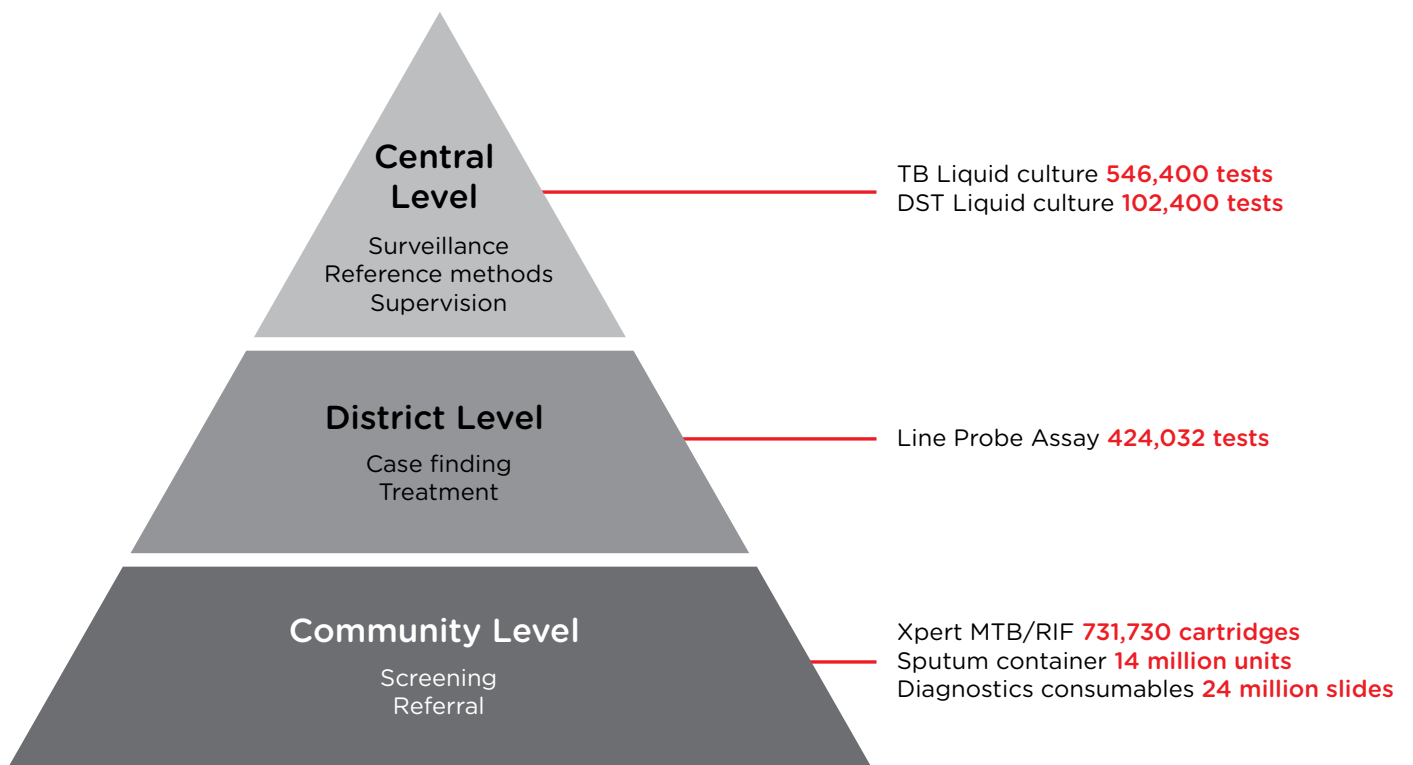 Central
Level
Surveillance
Reference methods
Supervision
TB Liquid culture 546,400 tests
DST Liquid culture 102,400 tests
District Level
Case finding
Treatment
Line Probe Assay 424,032 tests
Community Level
Screening
Referral
Xpert MTB/RIF 731,730 cartridges
Sputum container 14 million units
Diagnostics consumables 24 million slides